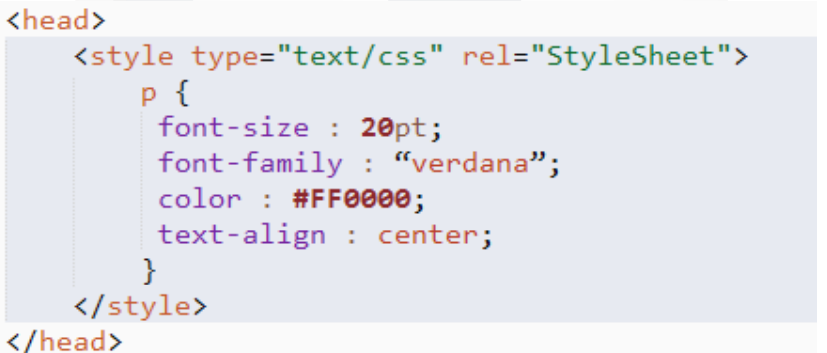 <head>
<style type="text/css" rel="StyleSheet">
p {
font-size : 20pt;
font-family : “verdana”;
color : #FF0000;
text-align : center;
}
</style>
</head>